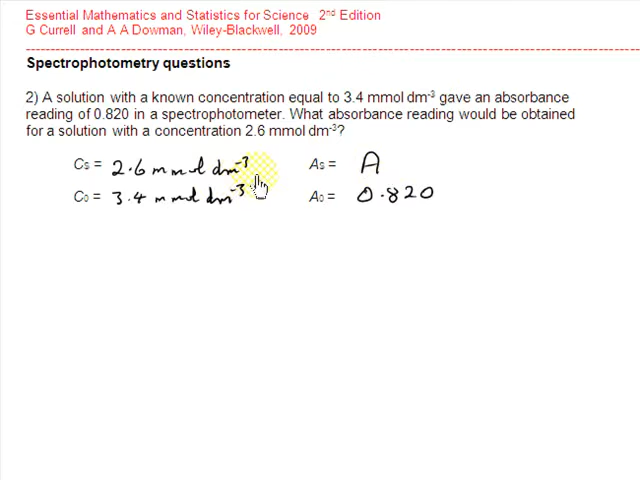 Essential Mathematics and Statistics for Science 2nd Edition
G Currell and A A Dowman, Wiley-Blackwell, 2009
Spectrophotometry questions
2) A solution with a known concentration equal to 3.4 mmol dm⁻³ gave an absorbance
reading of 0.820 in a spectrophotometer. What absorbance reading would be obtained
for a solution with a concentration 2.6 mmol dm⁻³?
Cs = 2.6 mmol dm⁻³ As = A
C0 = 3.4 mmol dm⁻³ A0 = 0.820